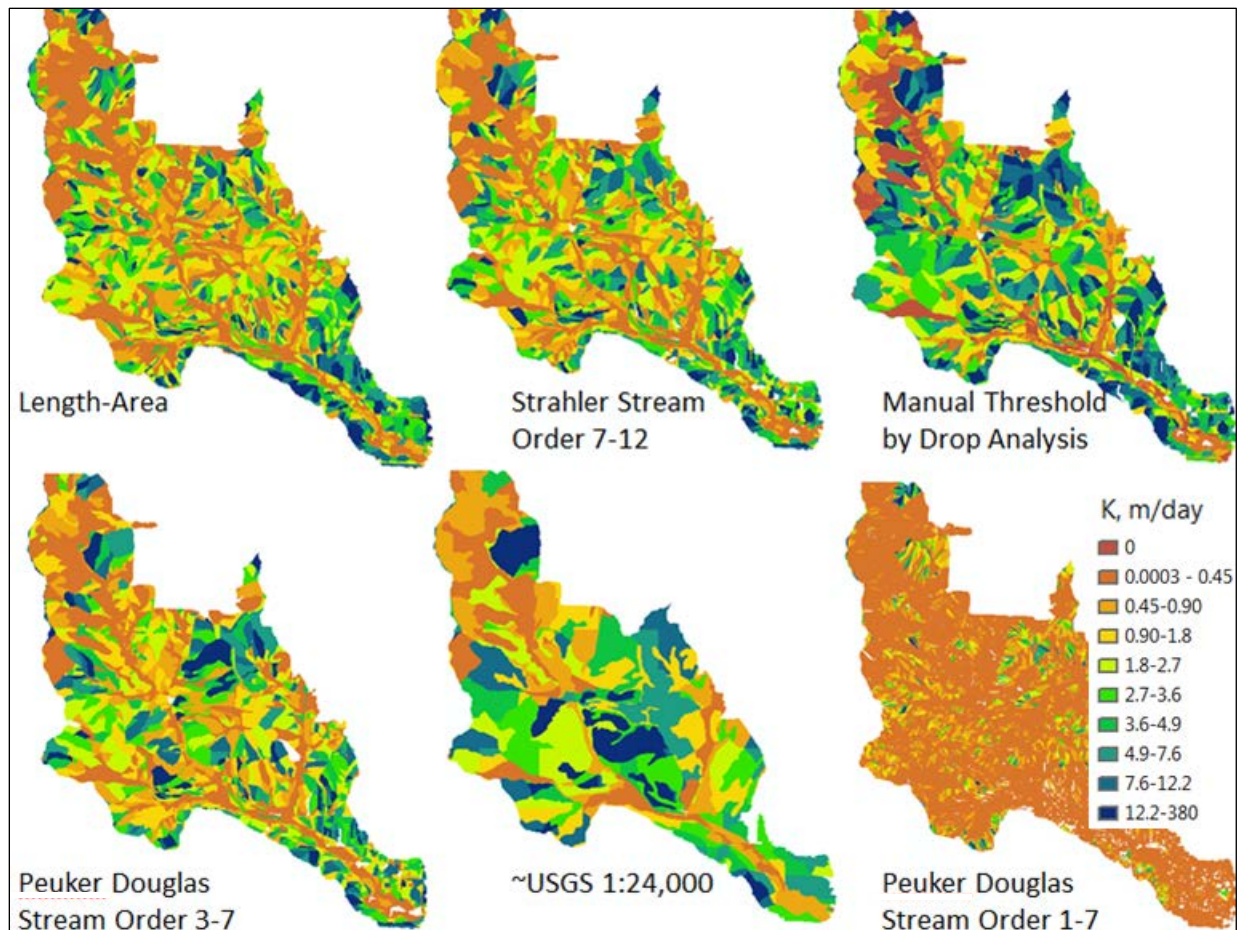 Length-Area
Strahler Stream
Order 7-12
Manual Threshold
by Drop Analysis
Peuker Douglas
Stream Order 3-7
~USGS 1:24,000
Peuker Douglas
Stream Order 1-7
K, m/day
0
0.0003 - 0.45
0.45-0.90
0.90-1.8
1.8-2.7
2.7-3.6
3.6-4.9
4.9-7.6
7.6-12.2
12.2-380